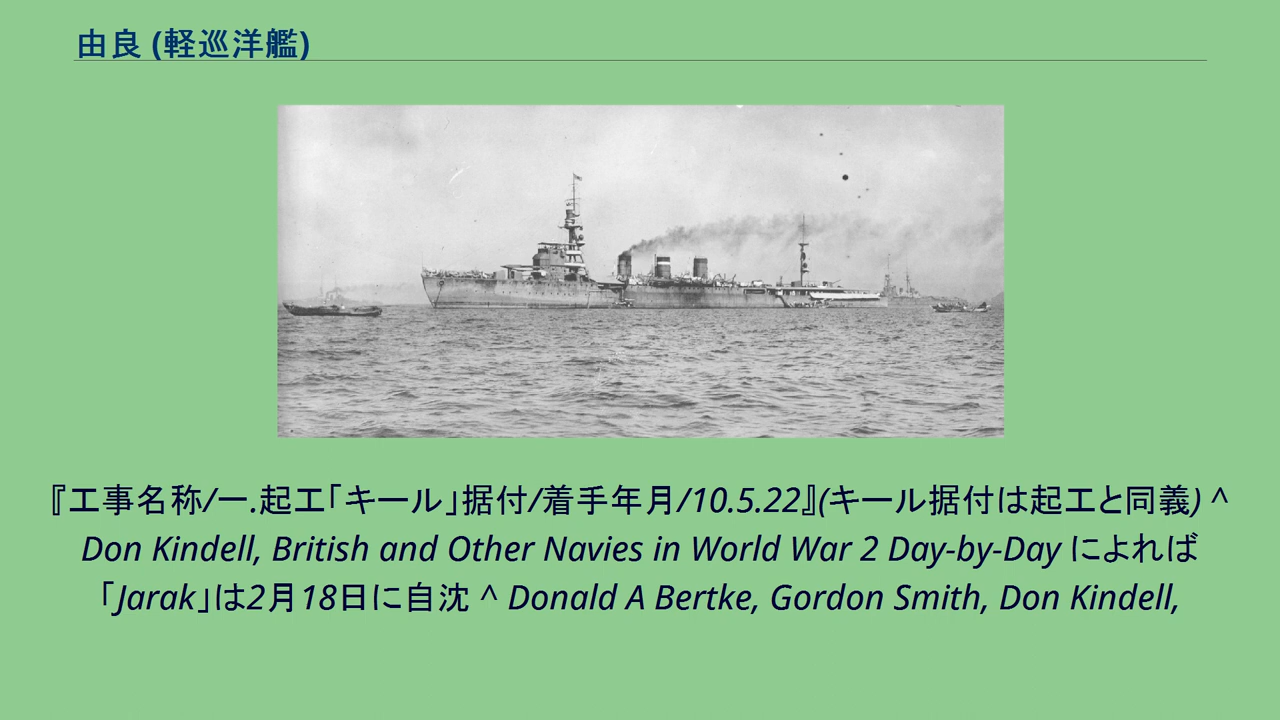 由良 (軽巡洋艦)
『工事名称/一.起工「キール」据付/着手年月/10.5.22』(キール据付は起工と同義) ^
Don Kindell, British and Other Navies in World War 2 Day-by-Day によれば
「Jarak」は2月18日に自沈 ^ Donald A Bertke, Gordon Smith, Don Kindell,